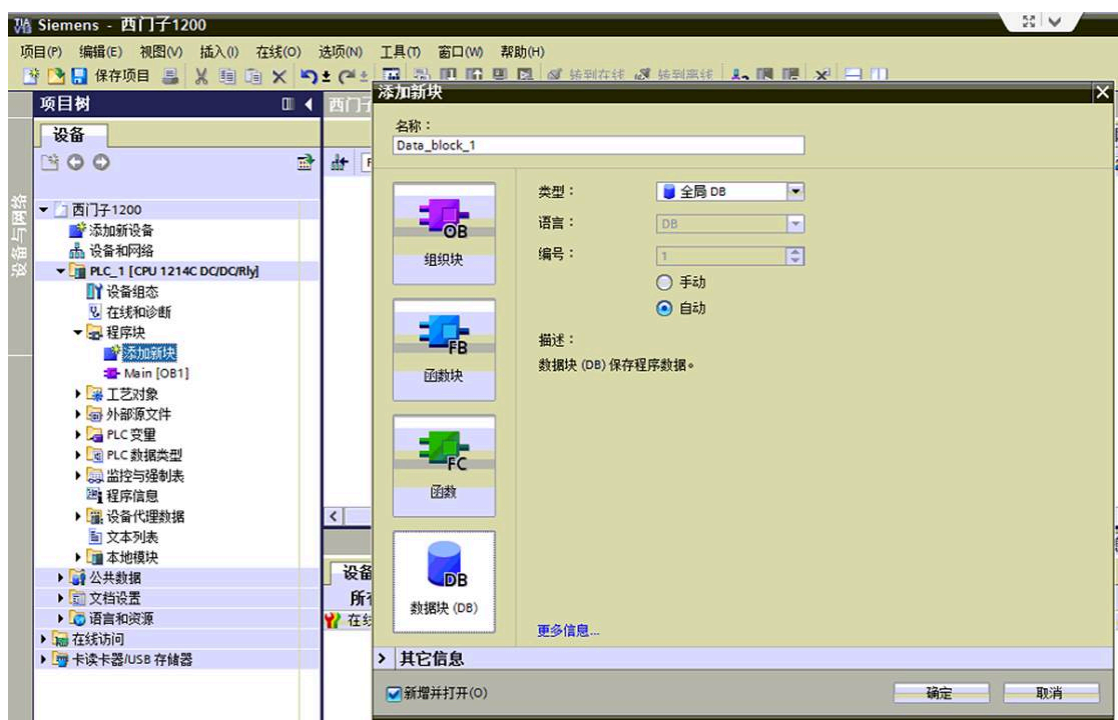 TIA V13 Siemens - 西门子1200
项目(P) 编辑(E) 视图(V) 插入(I) 在线(O) 选项(N) 工具(T) 窗口(W) 帮助(H)
保存项目 转到在线 转到离线
项目树
设备
设备与网络
西门子1200
添加新设备
设备和网络
PLC_1 [CPU 1214C DC/DC/Rly]
设备组态
在线和诊断
程序块
添加新块
Main [OB1]
工艺对象
外部源文件
PLC 变量
PLC 数据类型
监控与强制表
程序信息
设备代理数据
文本列表
本地模块
公共数据
文档设置
语言和资源
在线访问
卡读卡器/USB 存储器
西门子
设备
添加新块
名称：
Data_block_1
OB
组织块
FB
函数块
FC
函数
DB
数据块 (DB)
类型： 全局 DB
语言： DB
编号： 1
手动
自动
描述：
数据块 (DB) 保存程序数据。
更多信息...
其它信息
新增并打开(O)
确定 取消